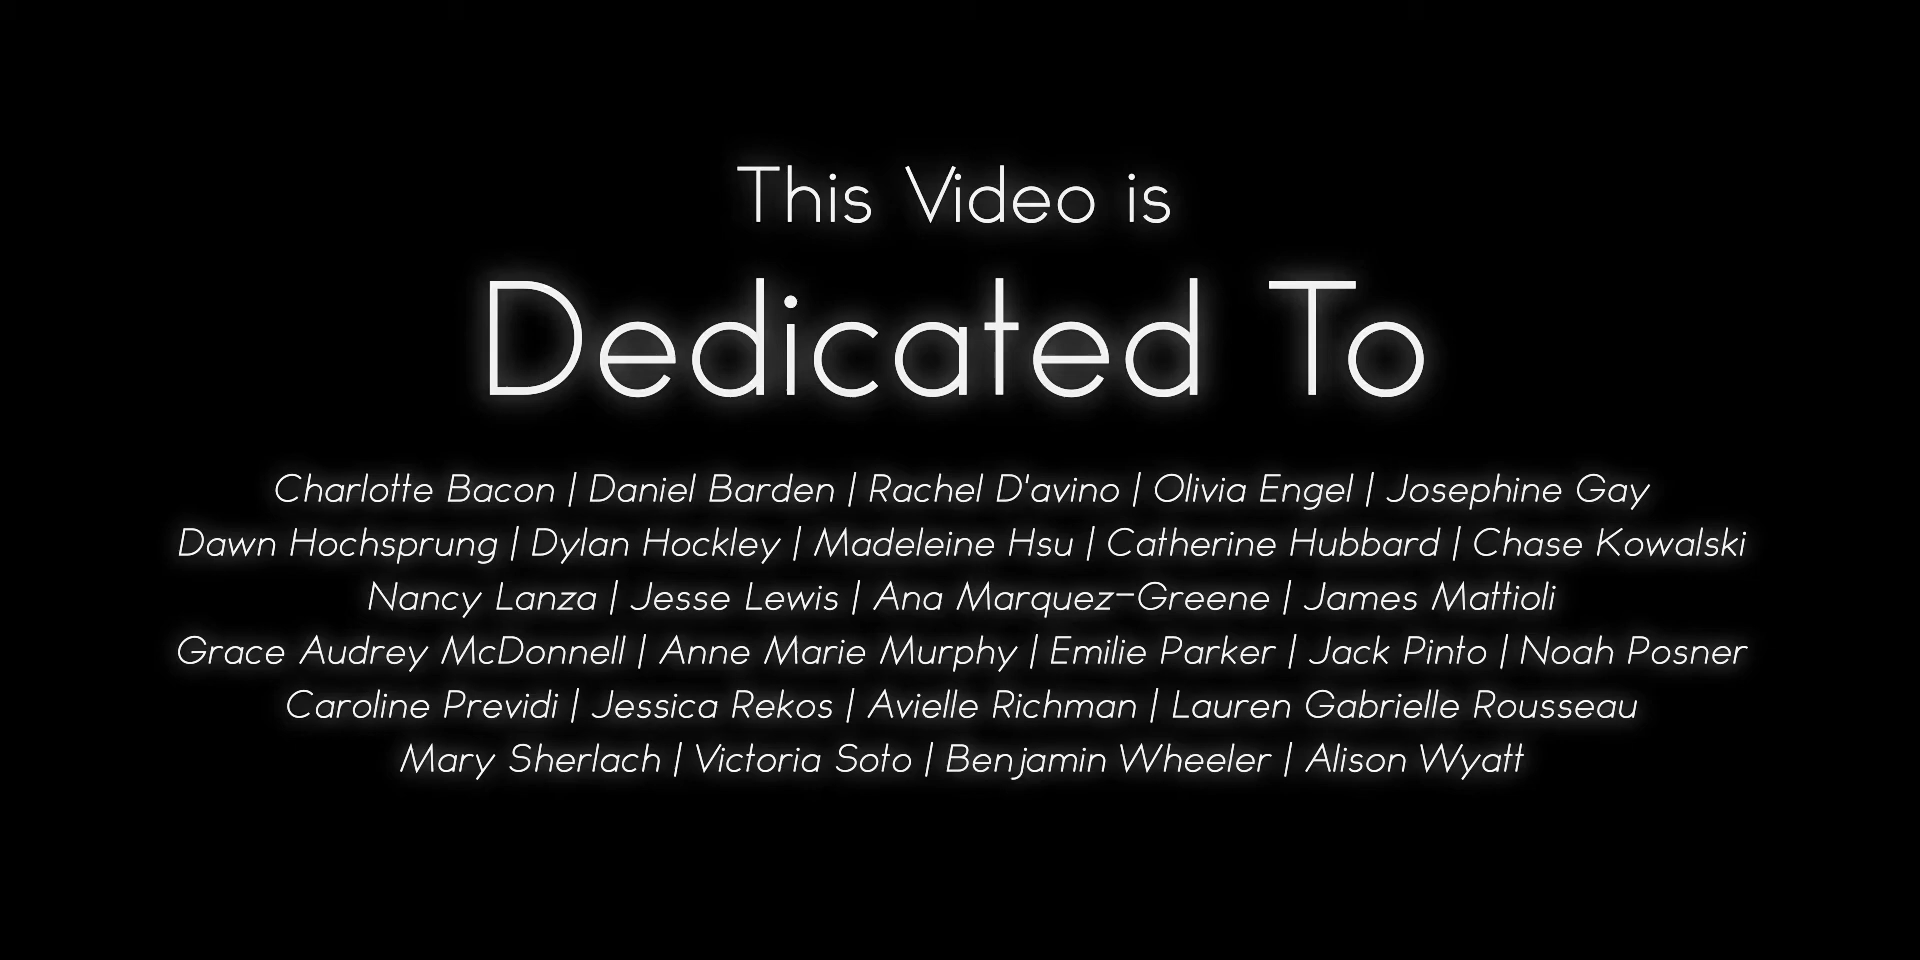 This Video is
Dedicated To
Charlotte Bacon | Daniel Barden | Rachel D'avino | Olivia Engel | Josephine Gay
Dawn Hochsprung | Dylan Hockley | Madeleine Hsu | Catherine Hubbard | Chase Kowalski
Nancy Lanza | Jesse Lewis | Ana Marquez-Greene | James Mattioli
Grace Audrey McDonnell | Anne Marie Murphy | Emilie Parker | Jack Pinto | Noah Posner
Caroline Previdi | Jessica Rekos | Avielle Richman | Lauren Gabrielle Rousseau
Mary Sherlach | Victoria Soto | Benjamin Wheeler | Alison Wyatt